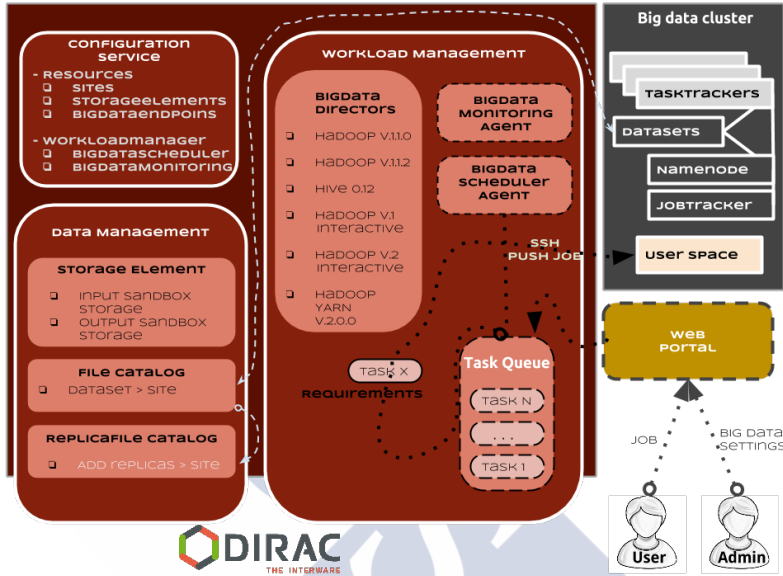 CONFIGURATION
SERVICE
- RESOURCES
SITES
STORAGEELEMENTS
BIGDATAENDPOINS
- WORKLOADMANAGER
BIGDATASCHEDULER
BIGDATAMONITORING
DATA MANAGEMENT
STORAGE ELEMENT
INPUT SANDBOX
STORAGE
OUTPUT SANDBOX
STORAGE
FILE CATALOG
DATASET > SITE
REPLICAFILE CATALOG
ADD REPLICAS > SITE
WORKLOAD MANAGEMENT
BIGDATA
DIRECTORS
HADOOP V.1.1.0
HADOOP V.1.1.2
HIVE 0.12
HADOOP V.1
INTERACTIVE
HADOOP V.2
INTERACTIVE
HADOOP
YARN
V.2.0.0
BIGDATA
MONITORING
AGENT
BIGDATA
SCHEDULER
AGENT
SSH
PUSH JOB
TASK X
REQUIREMENTS
Task Queue
TASK N
...
TASK 1
Big data cluster
TASKTRACKERS
DATASETS
NAMENODE
JOBTRACKER
USER SPACE
WEB
PORTAL
JOB
BIG DATA
SETTINGS
User
Admin
DIRAC
THE INTERWARE